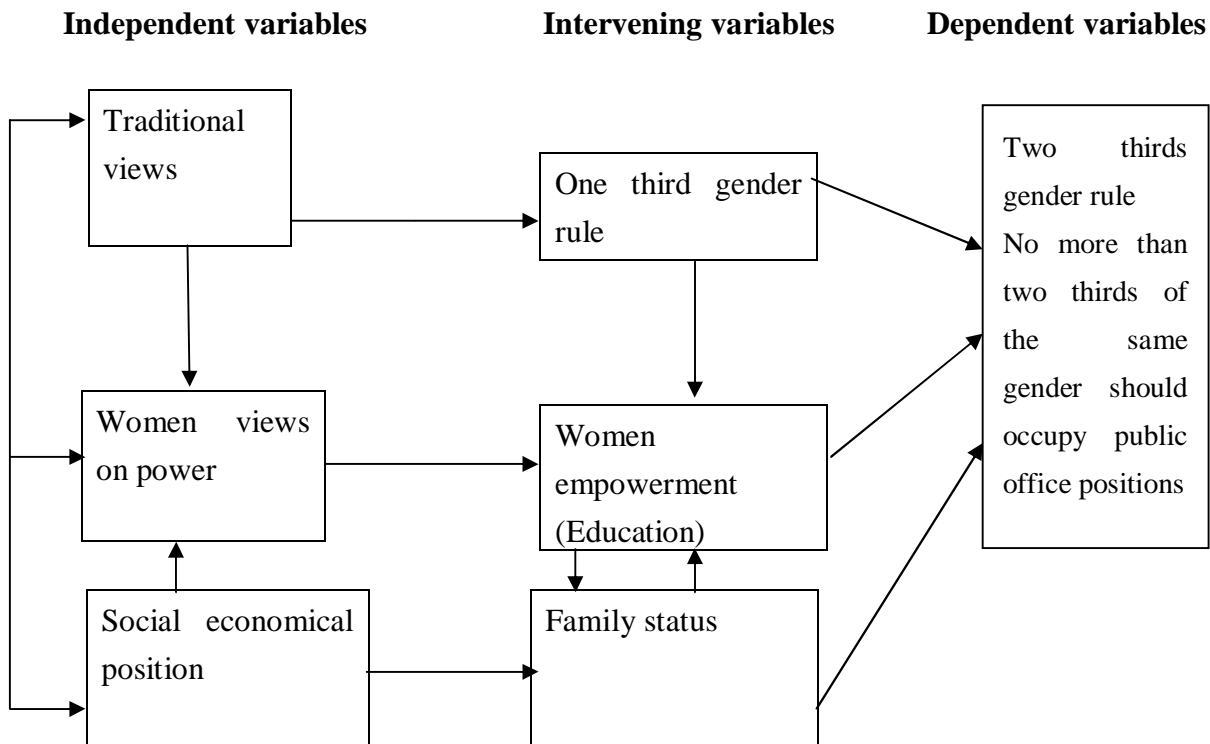 Independent variables
Intervening variables
Dependent variables
Traditional
views
One third gender
rule
Two thirds
gender rule
No more than
two thirds of
the same
gender should
occupy public
office positions
Women views
on power
Women
empowerment
(Education)
Social economical
position
Family status